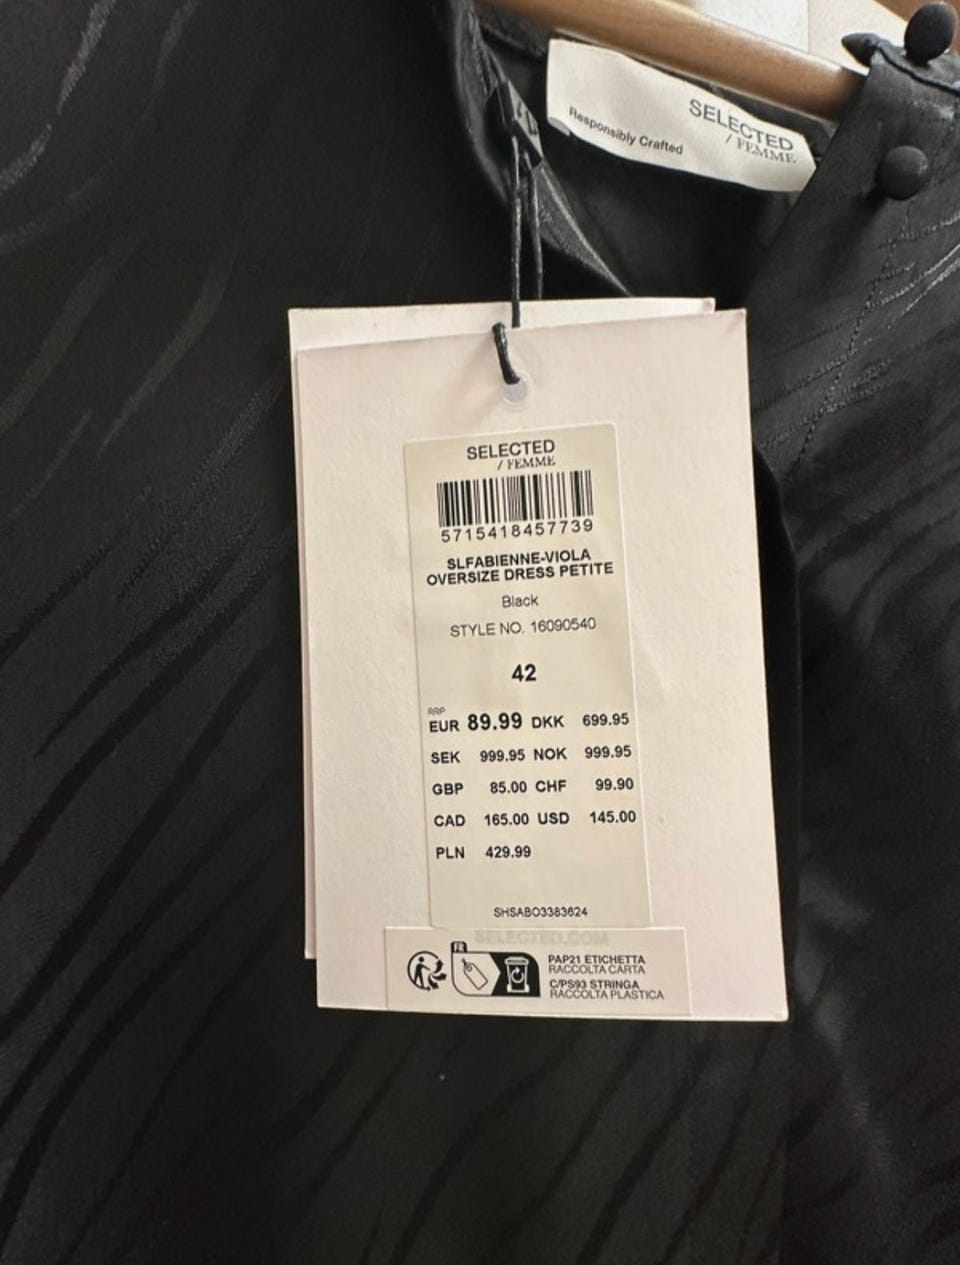 SELECTED
/ FEMME
Responsibly Crafted
SELECTED
/ FEMME
5715418457739
SLFABIENNE-VIOLA
OVERSIZE DRESS PETITE
Black
STYLE NO. 16090540
42
RRP
EUR 89.99 DKK 699.95
SEK 999.95 NOK 999.95
GBP 85.00 CHF 99.90
CAD 165.00 USD 145.00
PLN 429.99
SHSABO3383624
SELECTED.COM
FR
PAP21 ETICHETTA
RACCOLTA CARTA
C/PS93 STRINGA
RACCOLTA PLASTICA